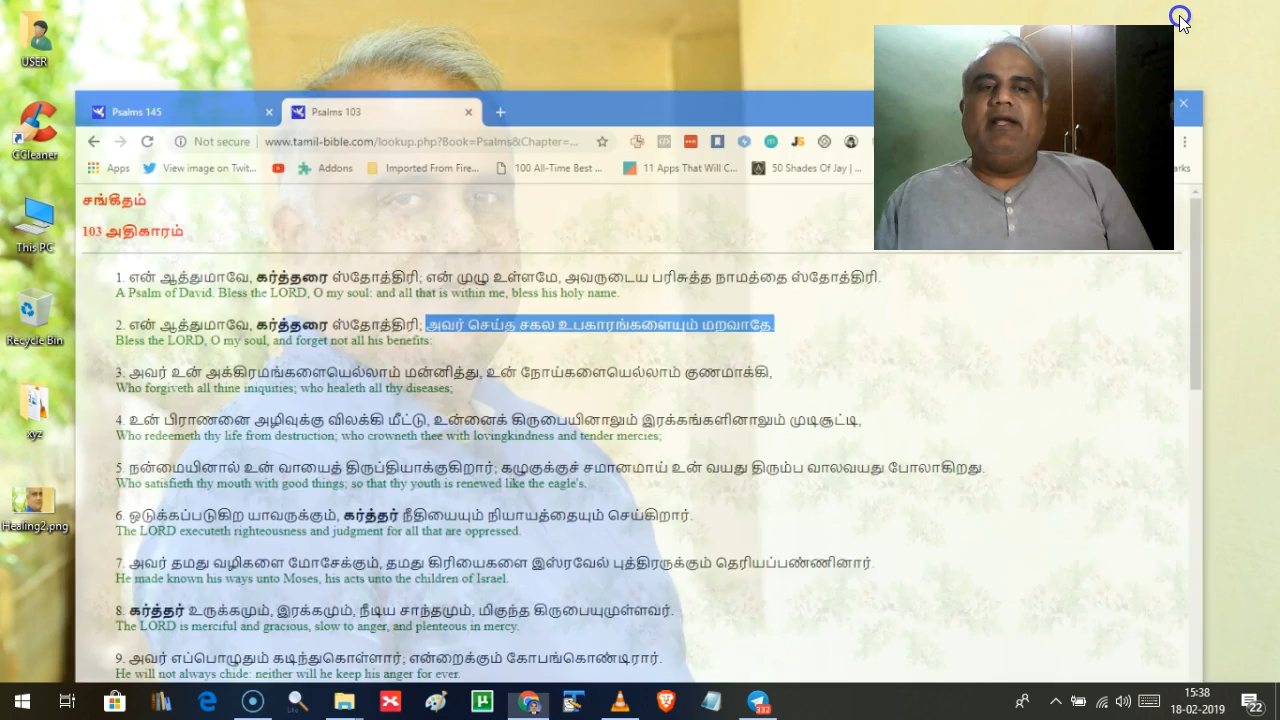 USER
CCleaner
This PC
Recycle Bin
xyz
Healing2.png
Psalms 145
Psalms 103
Not secure
www.tamil-bible.com/lookup.php?Book=Psalms&Chapter=...
Apps
View image on Twit...
Addons
Imported From Fire...
100 All-Time Best ...
11 Apps That Will C...
50 Shades Of Jay | ...
சங்கீதம்
103 அதிகாரம்
1. என் ஆத்துமாவே, கர்த்தரை ஸ்தோத்திரி; என் முழு உள்ளமே, அவருடைய பரிசுத்த நாமத்தை ஸ்தோத்திரி.
A Psalm of David. Bless the LORD, O my soul: and all that is within me, bless his holy name.
2. என் ஆத்துமாவே, கர்த்தரை ஸ்தோத்திரி; அவர் செய்த சகல உபகாரங்களையும் மறவாதே.
Bless the LORD, O my soul, and forget not all his benefits:
3. அவர் உன் அக்கிரமங்களையெல்லாம் மன்னித்து, உன் நோய்களையெல்லாம் குணமாக்கி,
Who forgiveth all thine iniquities; who healeth all thy diseases;
4. உன் பிராணனை அழிவுக்கு விலக்கி மீட்டு, உன்னைக் கிருபையினாலும் இரக்கங்களினாலும் முடிசூட்டி,
Who redeemeth thy life from destruction; who crowneth thee with lovingkindness and tender mercies;
5. நன்மையினால் உன் வாயைத் திருப்தியாக்குகிறார்; கழுகுக்குச் சமானமாய் உன் வயது திரும்ப வாலவயது போலாகிறது.
Who satisfieth thy mouth with good things; so that thy youth is renewed like the eagle's.
6. ஒடுக்கப்படுகிற யாவருக்கும், கர்த்தர் நீதியையும் நியாயத்தையும் செய்கிறார்.
The LORD executeth righteousness and judgment for all that are oppressed.
7. அவர் தமது வழிகளை மோசேக்கும், தமது கிரியைகளை இஸ்ரவேல் புத்திரருக்கும் தெரியப்பண்ணினார்.
He made known his ways unto Moses, his acts unto the children of Israel.
8. கர்த்தர் உருக்கமும், இரக்கமும், நீடிய சாந்தமும், மிகுந்த கிருபையுமுள்ளவர்.
The LORD is merciful and gracious, slow to anger, and plenteous in mercy.
9. அவர் எப்பொழுதும் கடிந்துகொள்ளார்; என்றைக்கும் கோபங்கொண்டிரார்.
He will not always chide: neither will he keep his anger for ever.
332
15:38
18-02-2019
22